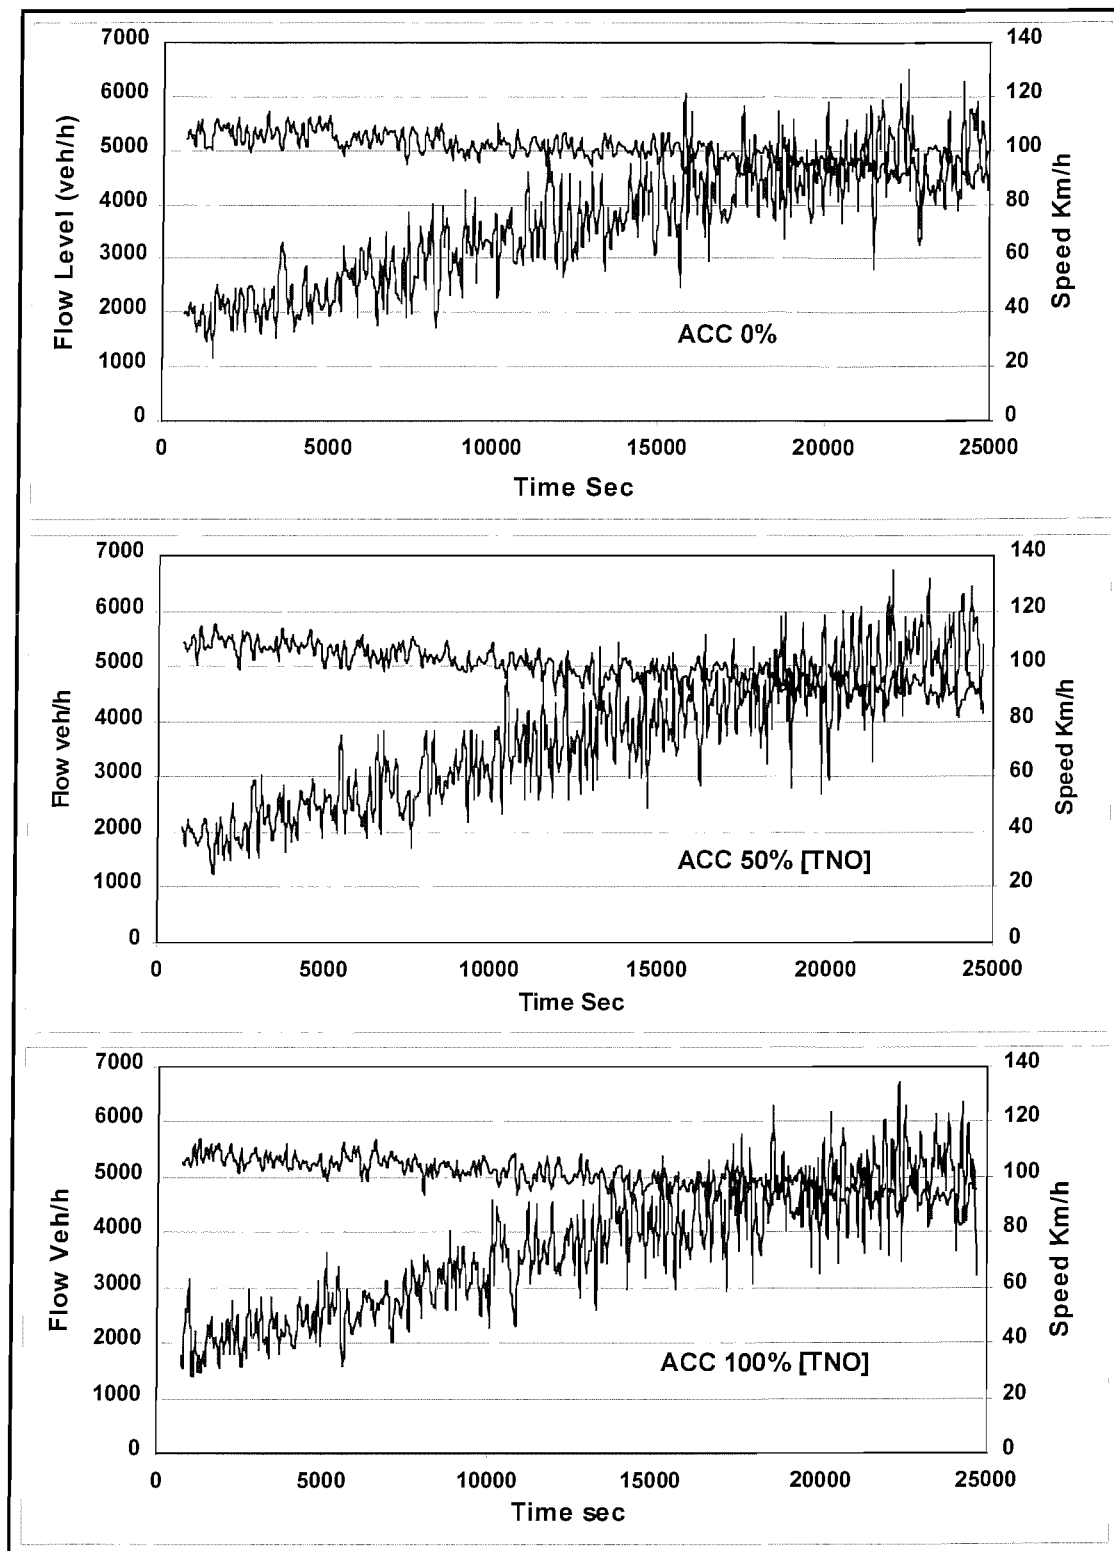 7000 140
6000 120
5000 100
4000 80
3000 60
2000 40
1000 20
0 0
Flow Level (veh/h)
Speed Km/h
ACC 0%
0 5000 10000 15000 20000 25000
Time Sec
7000 140
6000 120
5000 100
4000 80
3000 60
2000 40
1000 20
0 0
Flow veh/h
Speed Km/h
ACC 50% [TNO]
0 5000 10000 15000 20000 25000
Time Sec
7000 140
6000 120
5000 100
4000 80
3000 60
2000 40
1000 20
0 0
Flow Veh/h
Speed Km/h
ACC 100% [TNO]
0 5000 10000 15000 20000 25000
Time sec